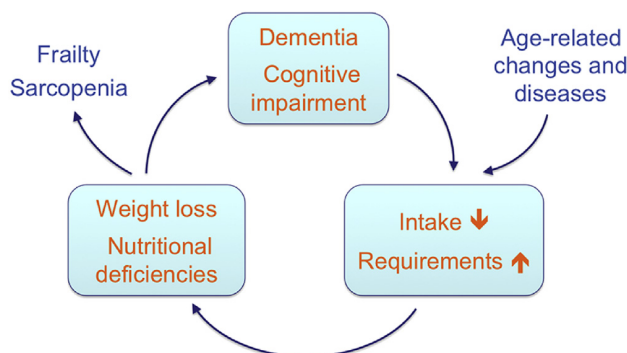 Dementia
Cognitive
impairment
Age-related
changes and
diseases
Frailty
Sarcopenia
Weight loss
Nutritional
deficiencies
Intake ↓
Requirements ↑